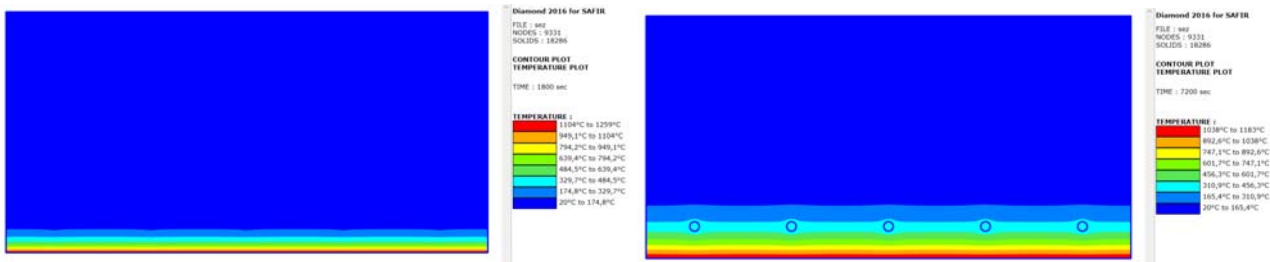 Diamond 2016 for SAFIR
FILE : sez
NODES : 9331
SOLIDS : 18286
CONTOUR PLOT
TEMPERATURE PLOT
TIME : 1800 sec
TEMPERATURE :
1104°C to 1259°C
949,1°C to 1104°C
794,2°C to 949,1°C
639,4°C to 794,2°C
484,5°C to 639,4°C
329,7°C to 484,5°C
174,8°C to 329,7°C
20°C to 174,8°C
Diamond 2016 for SAFIR
FILE : sez
NODES : 9331
SOLIDS : 18286
CONTOUR PLOT
TEMPERATURE PLOT
TIME : 7200 sec
TEMPERATURE :
1038°C to 1183°C
892,6°C to 1038°C
747,1°C to 892,6°C
601,7°C to 747,1°C
456,3°C to 601,7°C
310,9°C to 456,3°C
165,4°C to 310,9°C
20°C to 165,4°C